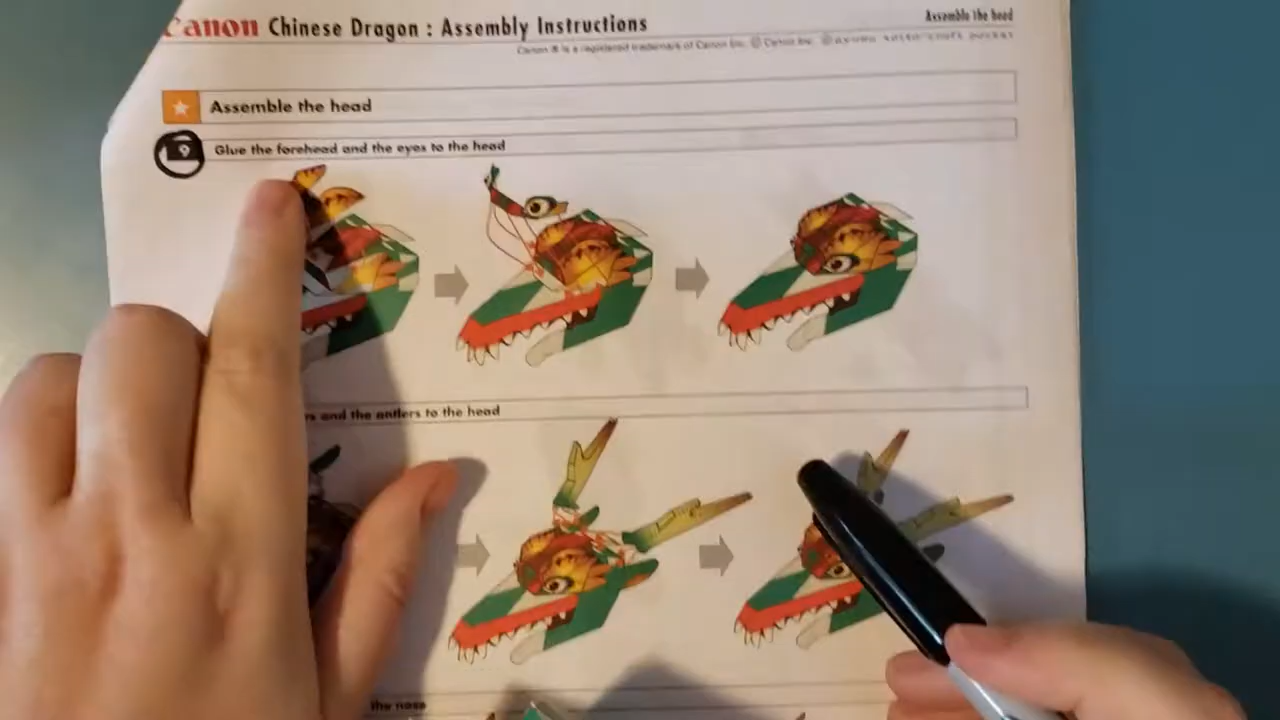 Canon Chinese Dragon : Assembly Instructions
Assemble the head
Canon ® is a registered trademark of Canon Inc. © Canon Inc.
Assemble the head
9 Glue the forehead and the eyes to the head
and the antlers to the head
the nose